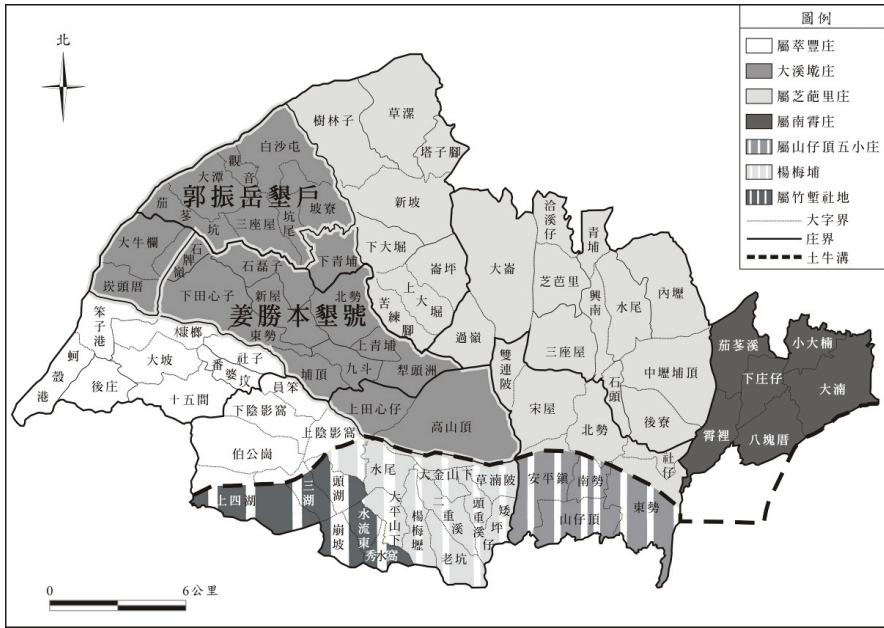 北
圖例
屬萃豐庄
大溪墘庄
屬芝葩里庄
屬南霄庄
屬山仔頂五小庄
楊梅埔
屬竹塹社地
大字界
庄界
土牛溝
樹林子
草漯
塔子腳
白沙屯
觀音
大潭
郭振岳墾戶
茄苳坑
三座屋
坑尾
坡寮
新坡
下大堀
崙坪
上大堀
苦練腳
下青埔
大牛欄
崁頭厝
石牌嶺
石磊子
下田心子
新屋
北勢
姜勝本墾號
東勢
上青埔
埔頂
九斗
犁頭洲
過嶺
大崙
洽溪仔
青埔
芝芭里
興南
水尾
內壢
三座屋
中壢埔頂
石頭
雙連陂
宋屋
北勢
後寮
社仔
茄苳溪
小大楠
下庄仔
大湳
霄裡
八塊厝
笨子港
蚵殼港
槺榔
大坡
社子
番婆坟
後庄
十五間
員笨
下陰影窩
上陰影窩
伯公崗
上田心仔
高山頂
上四湖
三湖
頭湖
崩坡
水尾
水流東
秀水窩
大平山下
楊梅壢
大金山下
二重溪
老坑
草湳陂
頭重溪
矮坪仔
安平鎮
南勢
山仔頂
東勢
0
6公里